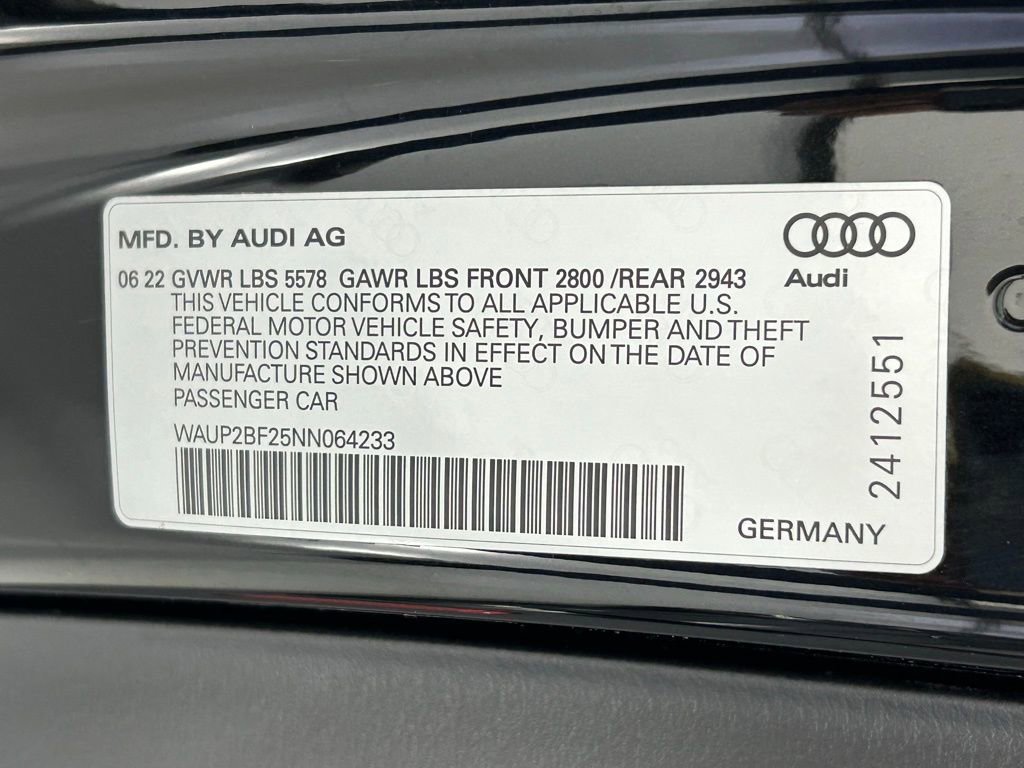 MFD. BY AUDI AG
Audi
06 22 GVWR LBS 5578 GAWR LBS FRONT 2800 /REAR 2943
THIS VEHICLE CONFORMS TO ALL APPLICABLE U.S.
FEDERAL MOTOR VEHICLE SAFETY, BUMPER AND THEFT
PREVENTION STANDARDS IN EFFECT ON THE DATE OF
MANUFACTURE SHOWN ABOVE
PASSENGER CAR
WAUP2BF25NN064233
2412551
GERMANY